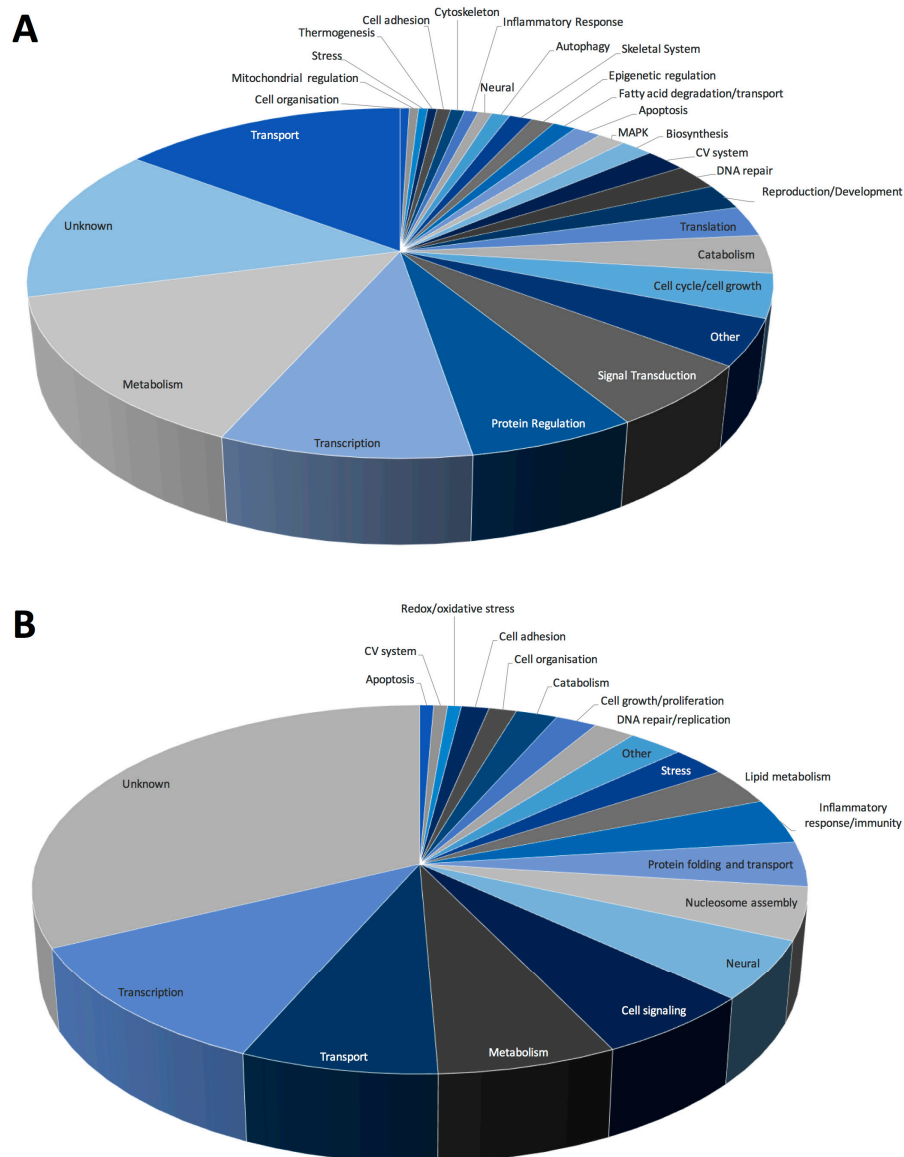 A
Cytoskeleton
Cell adhesion
Inflammatory Response
Thermogenesis
Autophagy
Skeletal System
Stress
Epigenetic regulation
Mitochondrial regulation
Neural
Fatty acid degradation/transport
Cell organisation
Apoptosis
Transport
MAPK
Biosynthesis
CV system
DNA repair
Reproduction/Development
Unknown
Translation
Catabolism
Cell cycle/cell growth
Other
Signal Transduction
Metabolism
Protein Regulation
Transcription
B
Redox/oxidative stress
Cell adhesion
CV system
Cell organisation
Apoptosis
Catabolism
Cell growth/proliferation
DNA repair/replication
Other
Stress
Unknown
Lipid metabolism
Inflammatory
response/immunity
Protein folding and transport
Nucleosome assembly
Neural
Transcription
Cell signaling
Transport
Metabolism